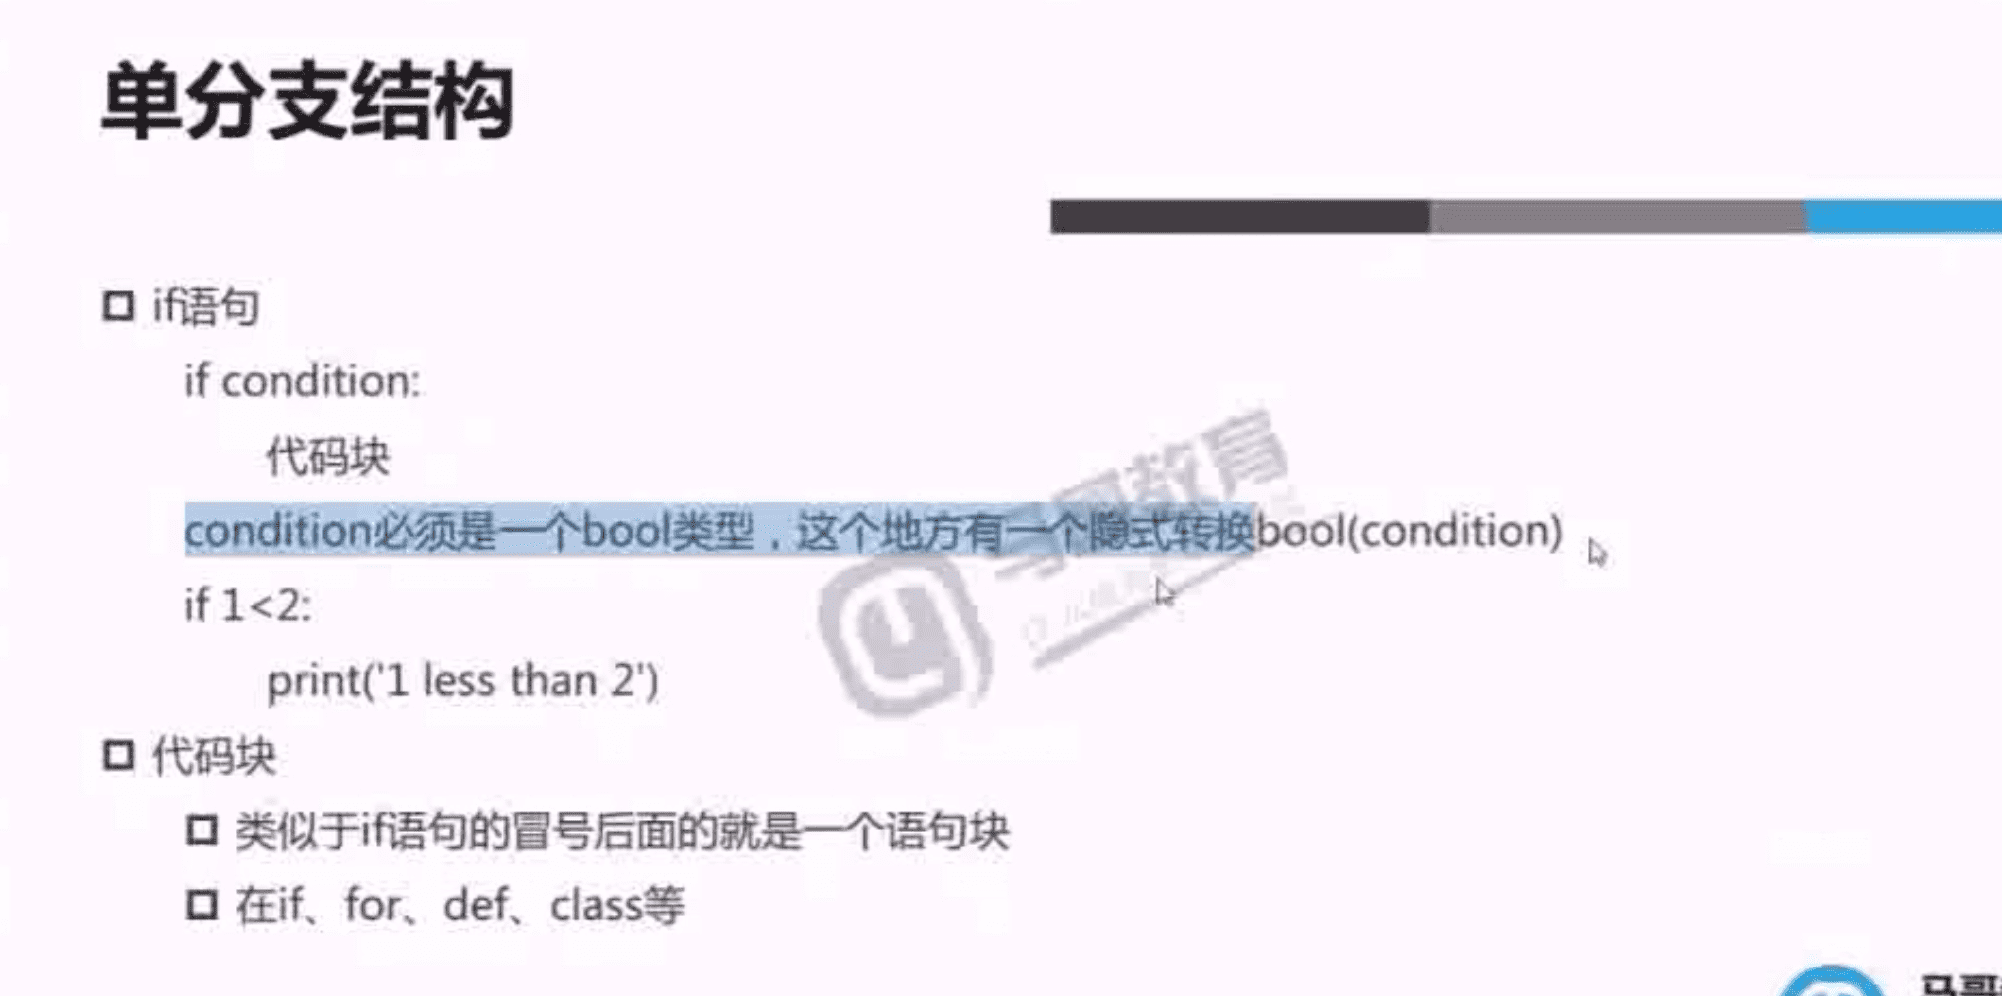 单分支结构
if语句
if condition:
代码块
condition必须是一个bool类型，这个地方有一个隐式转换bool(condition)
if 1<2:
print('1 less than 2')
代码块
类似于if语句的冒号后面的就是一个语句块
在if、for、def、class等
马哥教育
马哥